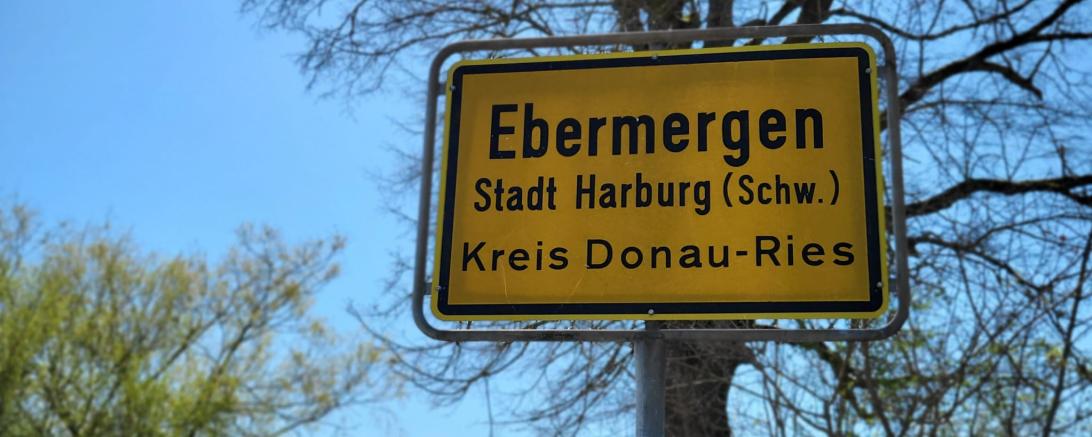 Ebermergen
Stadt Harburg (Schw.)
Kreis Donau-Ries